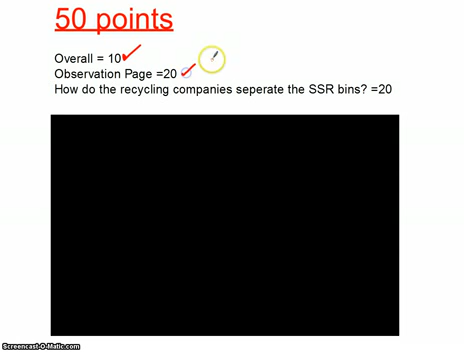 50 points
Overall = 10
Observation Page =20
How do the recycling companies seperate the SSR bins? =20
Screencast-O-Matic.com